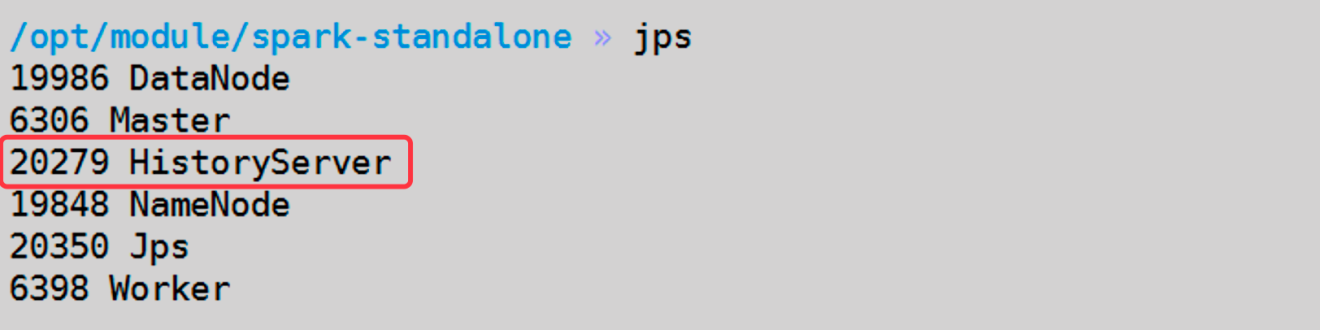 /opt/module/spark-standalone » jps
19986 DataNode
6306 Master
20279 HistoryServer
19848 NameNode
20350 Jps
6398 Worker